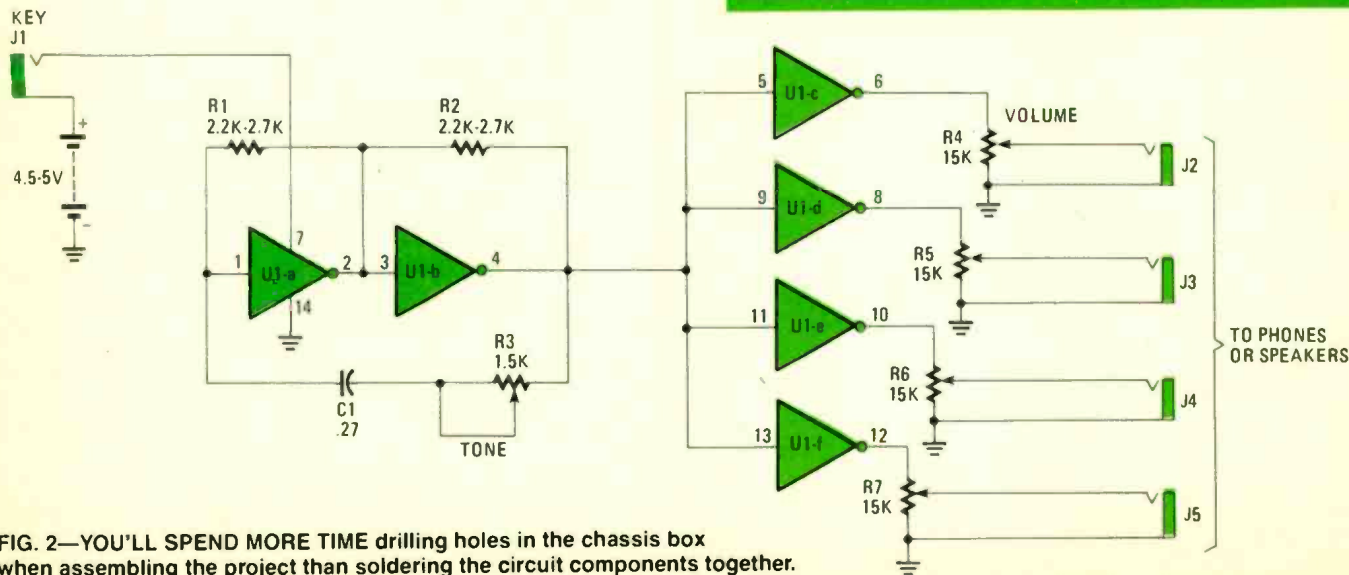 KEY
J1
+
4.5-5V
-
R1
2.2K-2.7K
R2
2.2K-2.7K
1
U1-a
7
2
14
3
U1-b
4
C1
.27
R3
1.5K
TONE
5
U1-c
6
VOLUME
R4
15K
J2
9
U1-d
8
R5
15K
J3
11
U1-e
10
R6
15K
J4
13
U1-f
12
R7
15K
J5
TO PHONES
OR SPEAKERS
FIG. 2—YOU'LL SPEND MORE TIME drilling holes in the chassis box
when assembling the project than soldering the circuit components together.